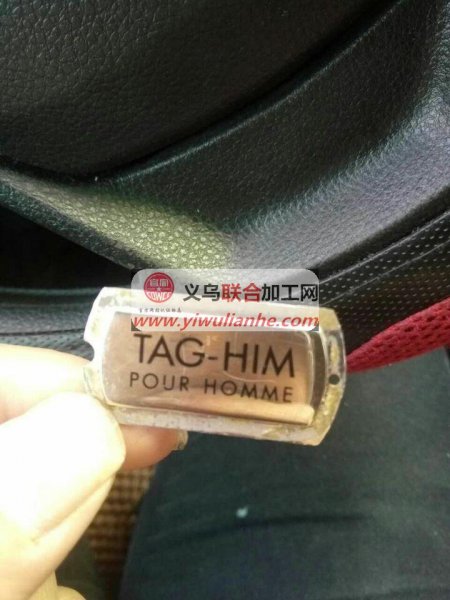 义乌联合加工网
www.yiwulianhe.com
TAG-HIM
POUR HOMME